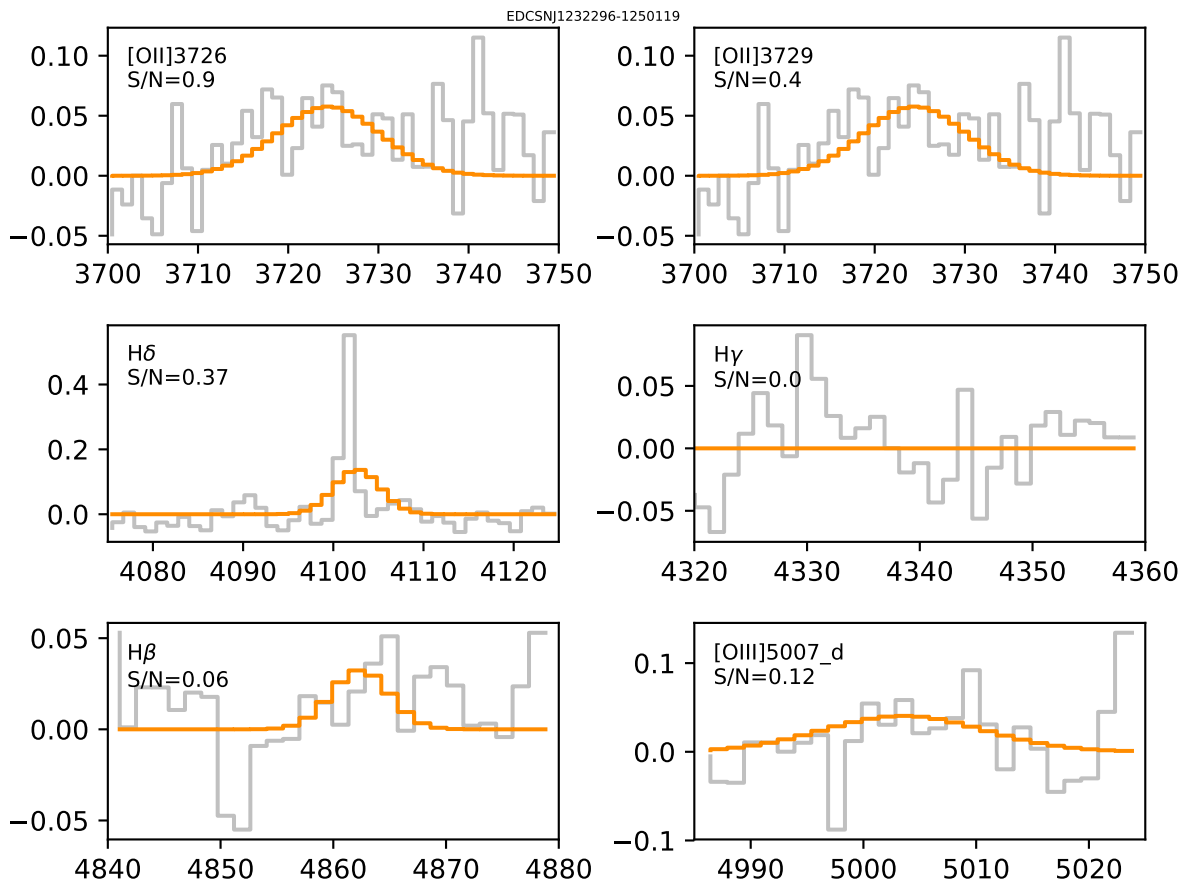 EDCSNJ1232296-1250119
[OII]3726
S/N=0.9
0.10
0.05
0.00
−0.05
3700 3710 3720 3730 3740 3750
[OII]3729
S/N=0.4
0.10
0.05
0.00
−0.05
3700 3710 3720 3730 3740 3750
Hδ
S/N=0.37
0.4
0.2
0.0
4080 4090 4100 4110 4120
Hγ
S/N=0.0
0.05
0.00
−0.05
4320 4330 4340 4350 4360
Hβ
S/N=0.06
0.05
0.00
−0.05
4840 4850 4860 4870 4880
[OIII]5007_d
S/N=0.12
0.1
0.0
−0.1
4990 5000 5010 5020